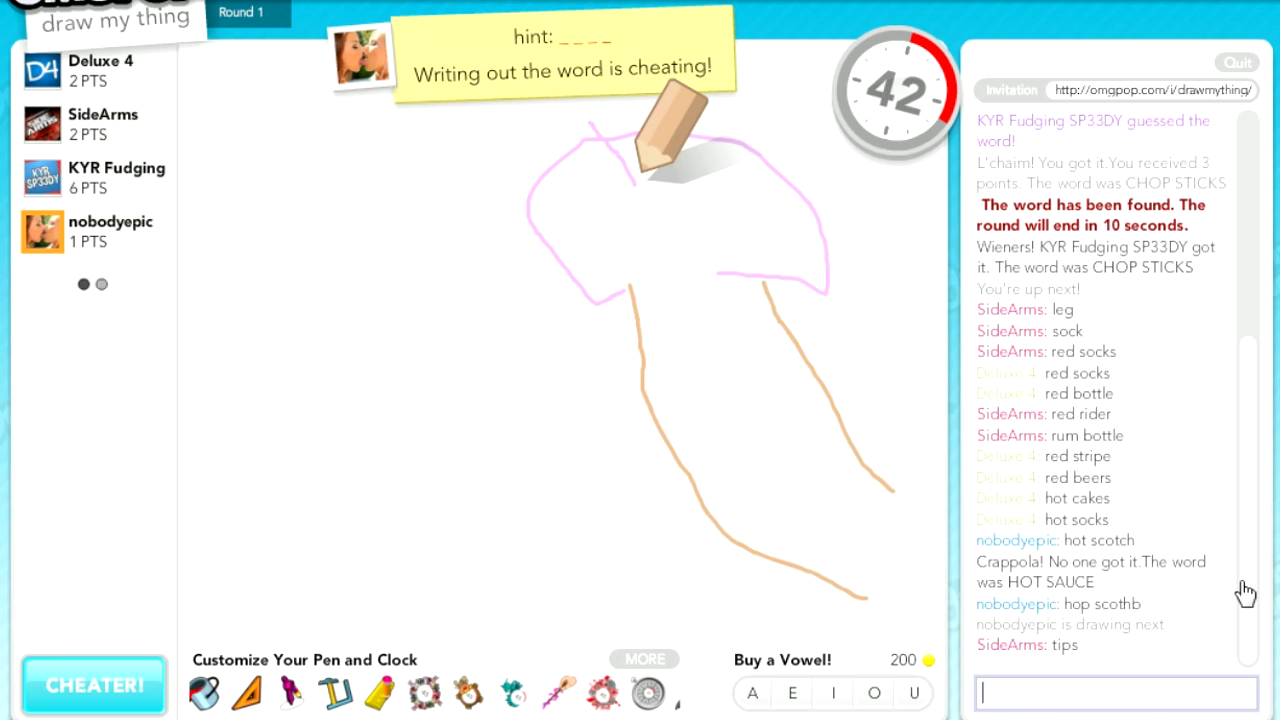 draw my thing
Round 1
Deluxe 4
2 PTS
SideArms
2 PTS
KYR Fudging
6 PTS
nobodyepic
1 PTS
hint: _ _ _ _
Writing out the word is cheating!
42
Quit
Invitation http://omgpop.com/i/drawmything/
KYR Fudging SP33DY guessed the
word!
L'chaim! You got it.You received 3
points. The word was CHOP STICKS
The word has been found. The
round will end in 10 seconds.
Wieners! KYR Fudging SP33DY got
it. The word was CHOP STICKS
You're up next!
SideArms: leg
SideArms: sock
SideArms: red socks
Deluxe 4: red socks
Deluxe 4: red bottle
SideArms: red rider
SideArms: rum bottle
Deluxe 4: red stripe
Deluxe 4: red beers
Deluxe 4: hot cakes
Deluxe 4: hot socks
nobodyepic: hot scotch
Crappola! No one got it.The word
was HOT SAUCE
nobodyepic: hop scothb
nobodyepic is drawing next
SideArms: tips
CHEATER!
Customize Your Pen and Clock
MORE
Buy a Vowel! 200
A E I O U
D4
KYR
SP33DY